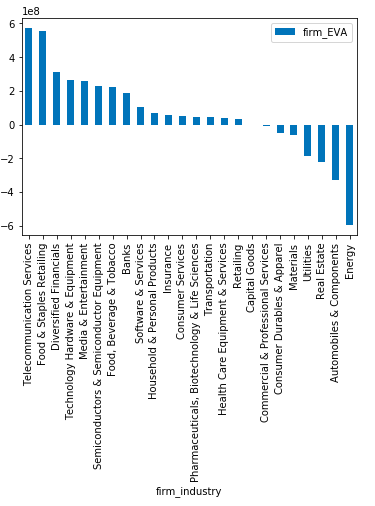 1e8
firm_EVA
6
4
2
0
−2
−4
−6
Telecommunication Services
Food & Staples Retailing
Diversified Financials
Technology Hardware & Equipment
Media & Entertainment
Semiconductors & Semiconductor Equipment
Food, Beverage & Tobacco
Banks
Software & Services
Household & Personal Products
Insurance
Consumer Services
Pharmaceuticals, Biotechnology & Life Sciences
Transportation
Health Care Equipment & Services
Retailing
Capital Goods
Commercial & Professional Services
Consumer Durables & Apparel
Materials
Utilities
Real Estate
Automobiles & Components
Energy
firm_industry